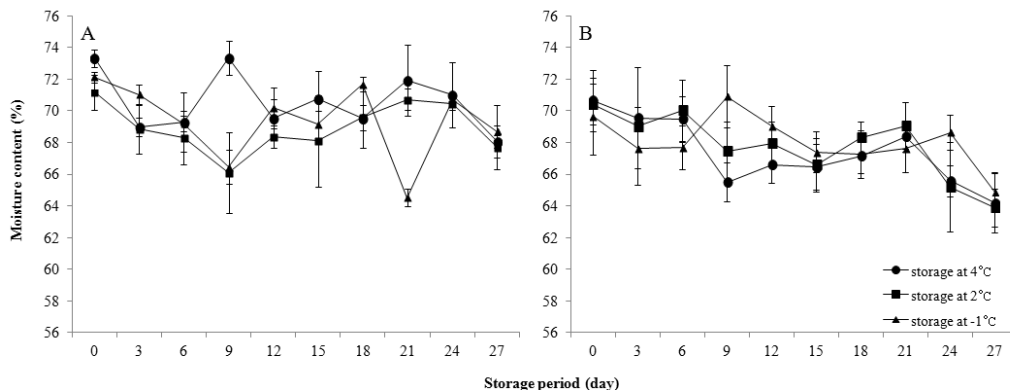 A
B
Moisture content (%)
76
74
72
70
68
66
64
62
60
58
56
0 3 6 9 12 15 18 21 24 27
76
74
72
70
68
66
64
62
60
58
56
0 3 6 9 12 15 18 21 24 27
storage at 4℃
storage at 2℃
storage at -1℃
Storage period (day)